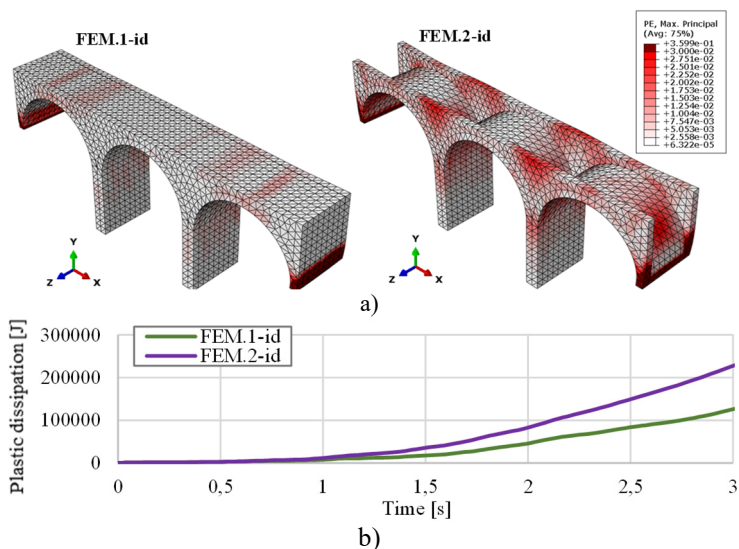 FEM.1-id
FEM.2-id
PE, Max. Principal
(Avg: 75%)
+3.599e-01
+3.000e-02
+2.751e-02
+2.501e-02
+2.252e-02
+2.002e-02
+1.753e-02
+1.503e-02
+1.254e-02
+1.004e-02
+7.547e-03
+5.053e-03
+2.558e-03
+6.322e-05
Y
Z
X
Y
Z
X
a)
Plastic dissipation [J]
300000
200000
100000
0
FEM.1-id
FEM.2-id
0
0,5
1
1,5
2
2,5
3
Time [s]
b)